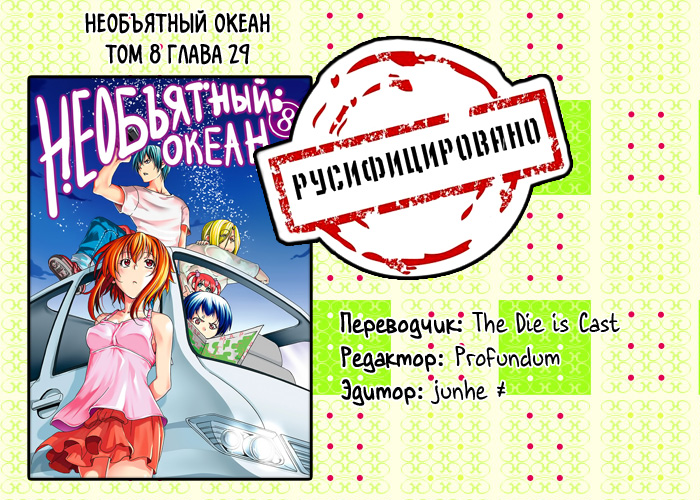 НЕОБЪЯТНЫЙ ОКЕАН
ТОМ 8 ГЛАВА 29
НЕОБЪЯТНЫЙ
ОКЕАН 8
РУСИФИЦИРОВАНО
Переводчик: The Die is Cast
Редактор: Profundum
Эдитор: junhe ≠